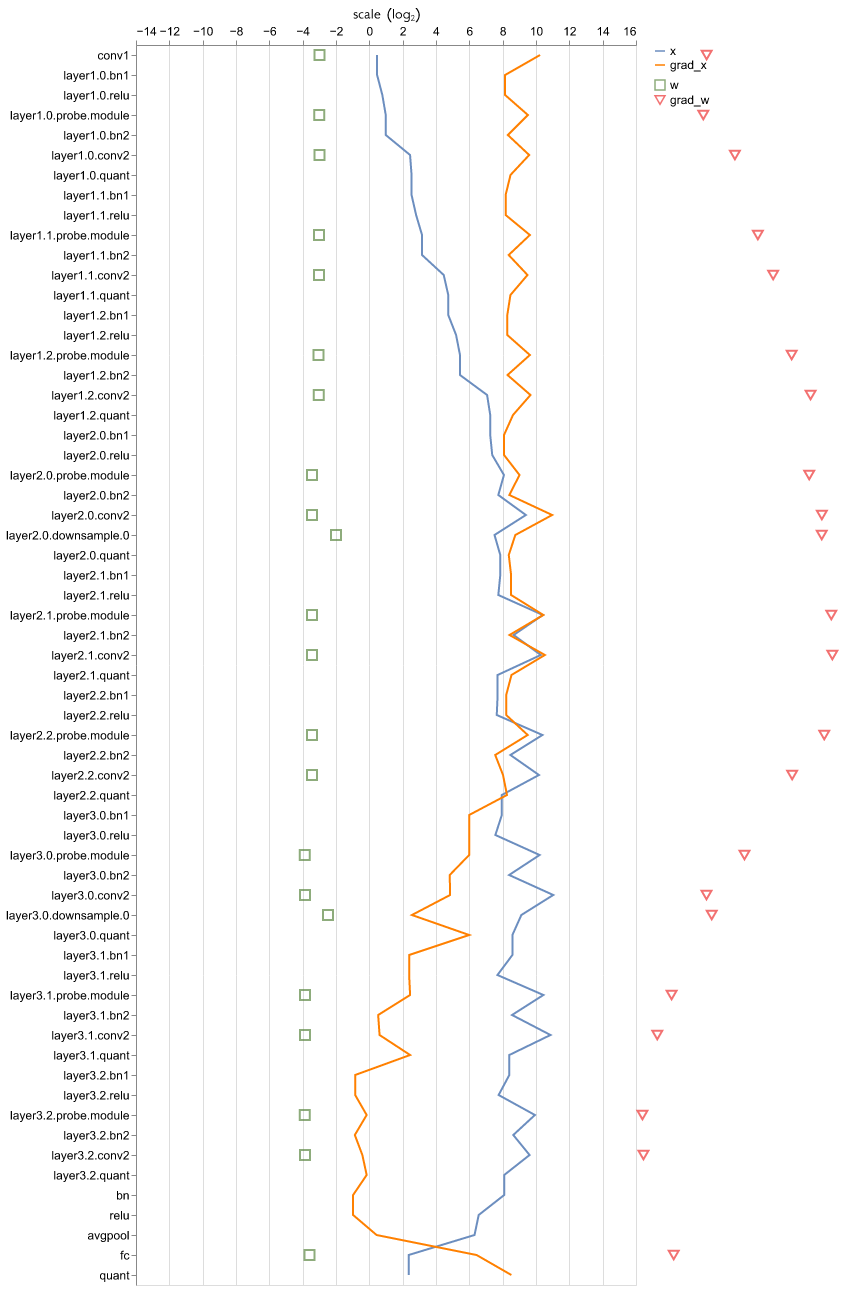 scale (log₂)
−14 −12 −10 −8 −6 −4 −2 0 2 4 6 8 10 12 14 16
x
grad_x
w
grad_w
conv1
layer1.0.bn1
layer1.0.relu
layer1.0.probe.module
layer1.0.bn2
layer1.0.conv2
layer1.0.quant
layer1.1.bn1
layer1.1.relu
layer1.1.probe.module
layer1.1.bn2
layer1.1.conv2
layer1.1.quant
layer1.2.bn1
layer1.2.relu
layer1.2.probe.module
layer1.2.bn2
layer1.2.conv2
layer1.2.quant
layer2.0.bn1
layer2.0.relu
layer2.0.probe.module
layer2.0.bn2
layer2.0.conv2
layer2.0.downsample.0
layer2.0.quant
layer2.1.bn1
layer2.1.relu
layer2.1.probe.module
layer2.1.bn2
layer2.1.conv2
layer2.1.quant
layer2.2.bn1
layer2.2.relu
layer2.2.probe.module
layer2.2.bn2
layer2.2.conv2
layer2.2.quant
layer3.0.bn1
layer3.0.relu
layer3.0.probe.module
layer3.0.bn2
layer3.0.conv2
layer3.0.downsample.0
layer3.0.quant
layer3.1.bn1
layer3.1.relu
layer3.1.probe.module
layer3.1.bn2
layer3.1.conv2
layer3.1.quant
layer3.2.bn1
layer3.2.relu
layer3.2.probe.module
layer3.2.bn2
layer3.2.conv2
layer3.2.quant
bn
relu
avgpool
fc
quant